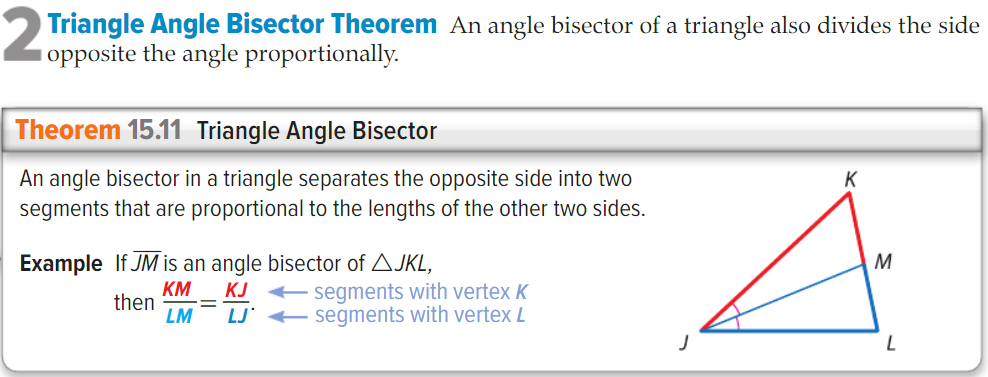 2 Triangle Angle Bisector Theorem An angle bisector of a triangle also divides the side
opposite the angle proportionally.
Theorem 15.11 Triangle Angle Bisector
An angle bisector in a triangle separates the opposite side into two
segments that are proportional to the lengths of the other two sides.
Example If J̅M̅ is an angle bisector of △JKL,
then KM/LM = KJ/LJ.
← segments with vertex K
← segments with vertex L
K
M
J
L